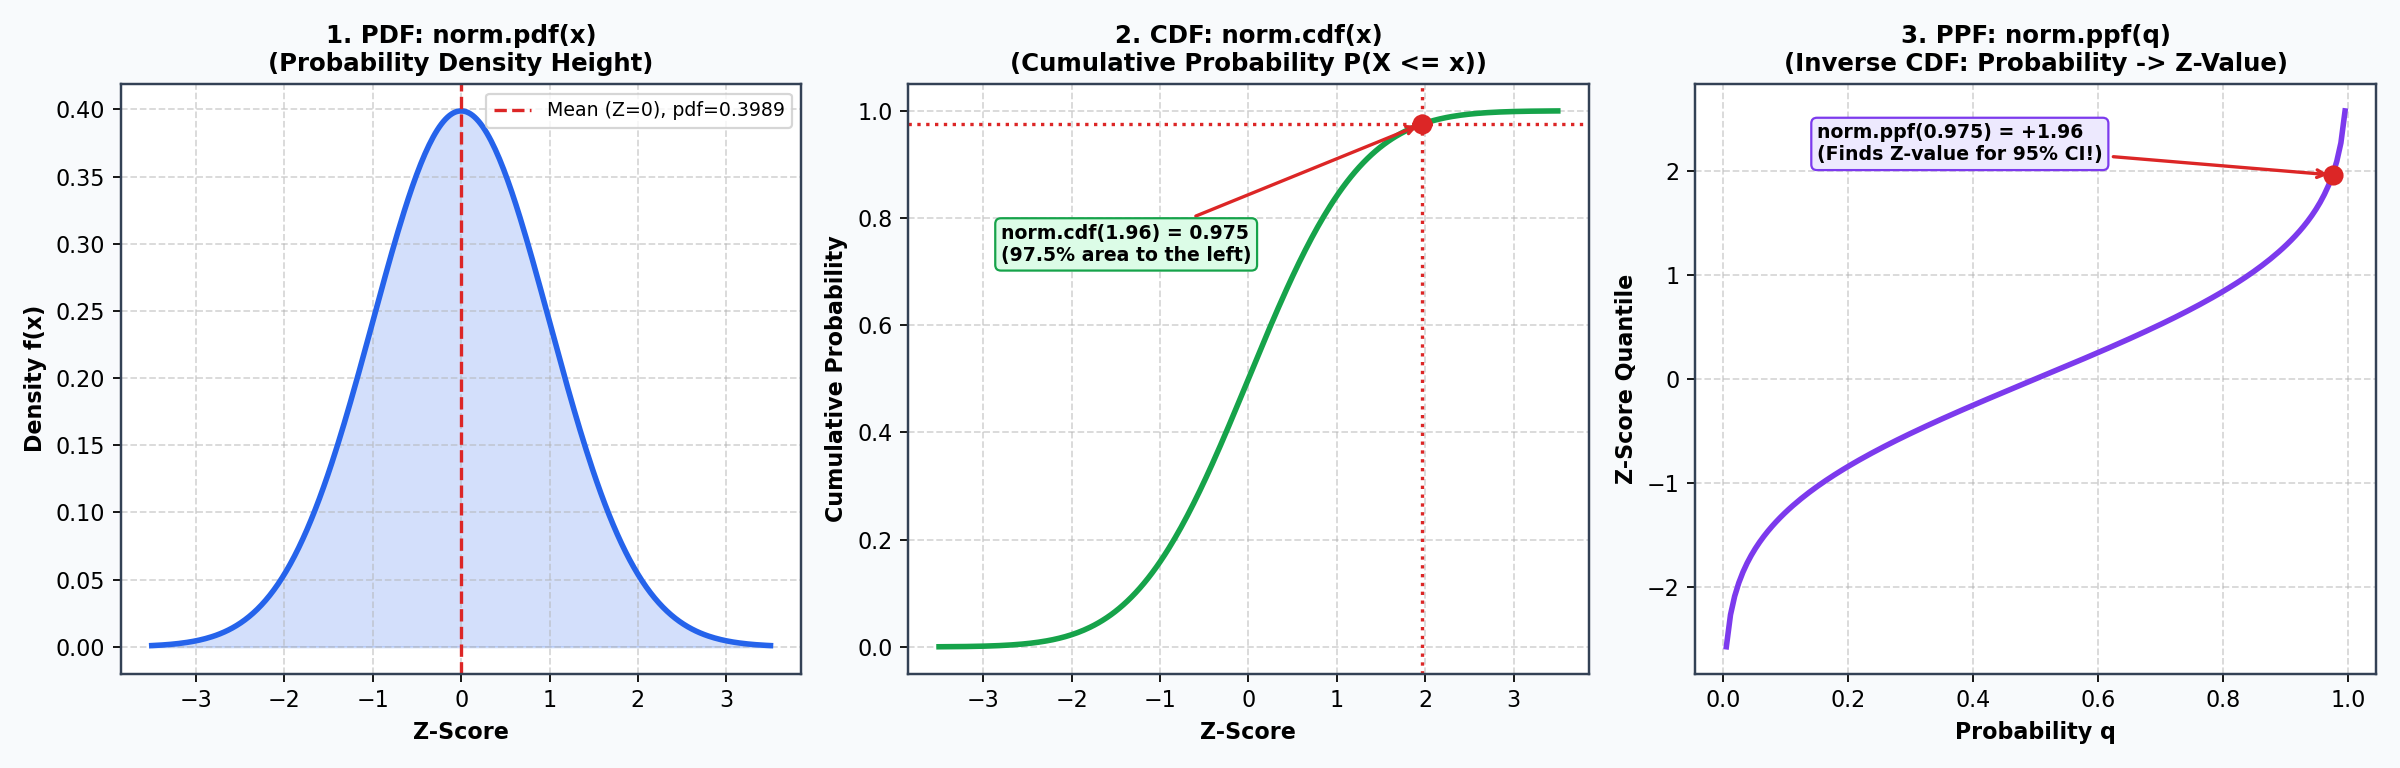 1. PDF: norm.pdf(x)
(Probability Density Height)
Mean (Z=0), pdf=0.3989
0.40
0.35
0.30
0.25
0.20
0.15
0.10
0.05
0.00
Density f(x)
−3 −2 −1 0 1 2 3
Z-Score
2. CDF: norm.cdf(x)
(Cumulative Probability P(X <= x))
norm.cdf(1.96) = 0.975
(97.5% area to the left)
1.0
0.8
0.6
0.4
0.2
0.0
Cumulative Probability
−3 −2 −1 0 1 2 3
Z-Score
3. PPF: norm.ppf(q)
(Inverse CDF: Probability -> Z-Value)
norm.ppf(0.975) = +1.96
(Finds Z-value for 95% CI!)
2
1
0
−1
−2
Z-Score Quantile
0.0 0.2 0.4 0.6 0.8 1.0
Probability q